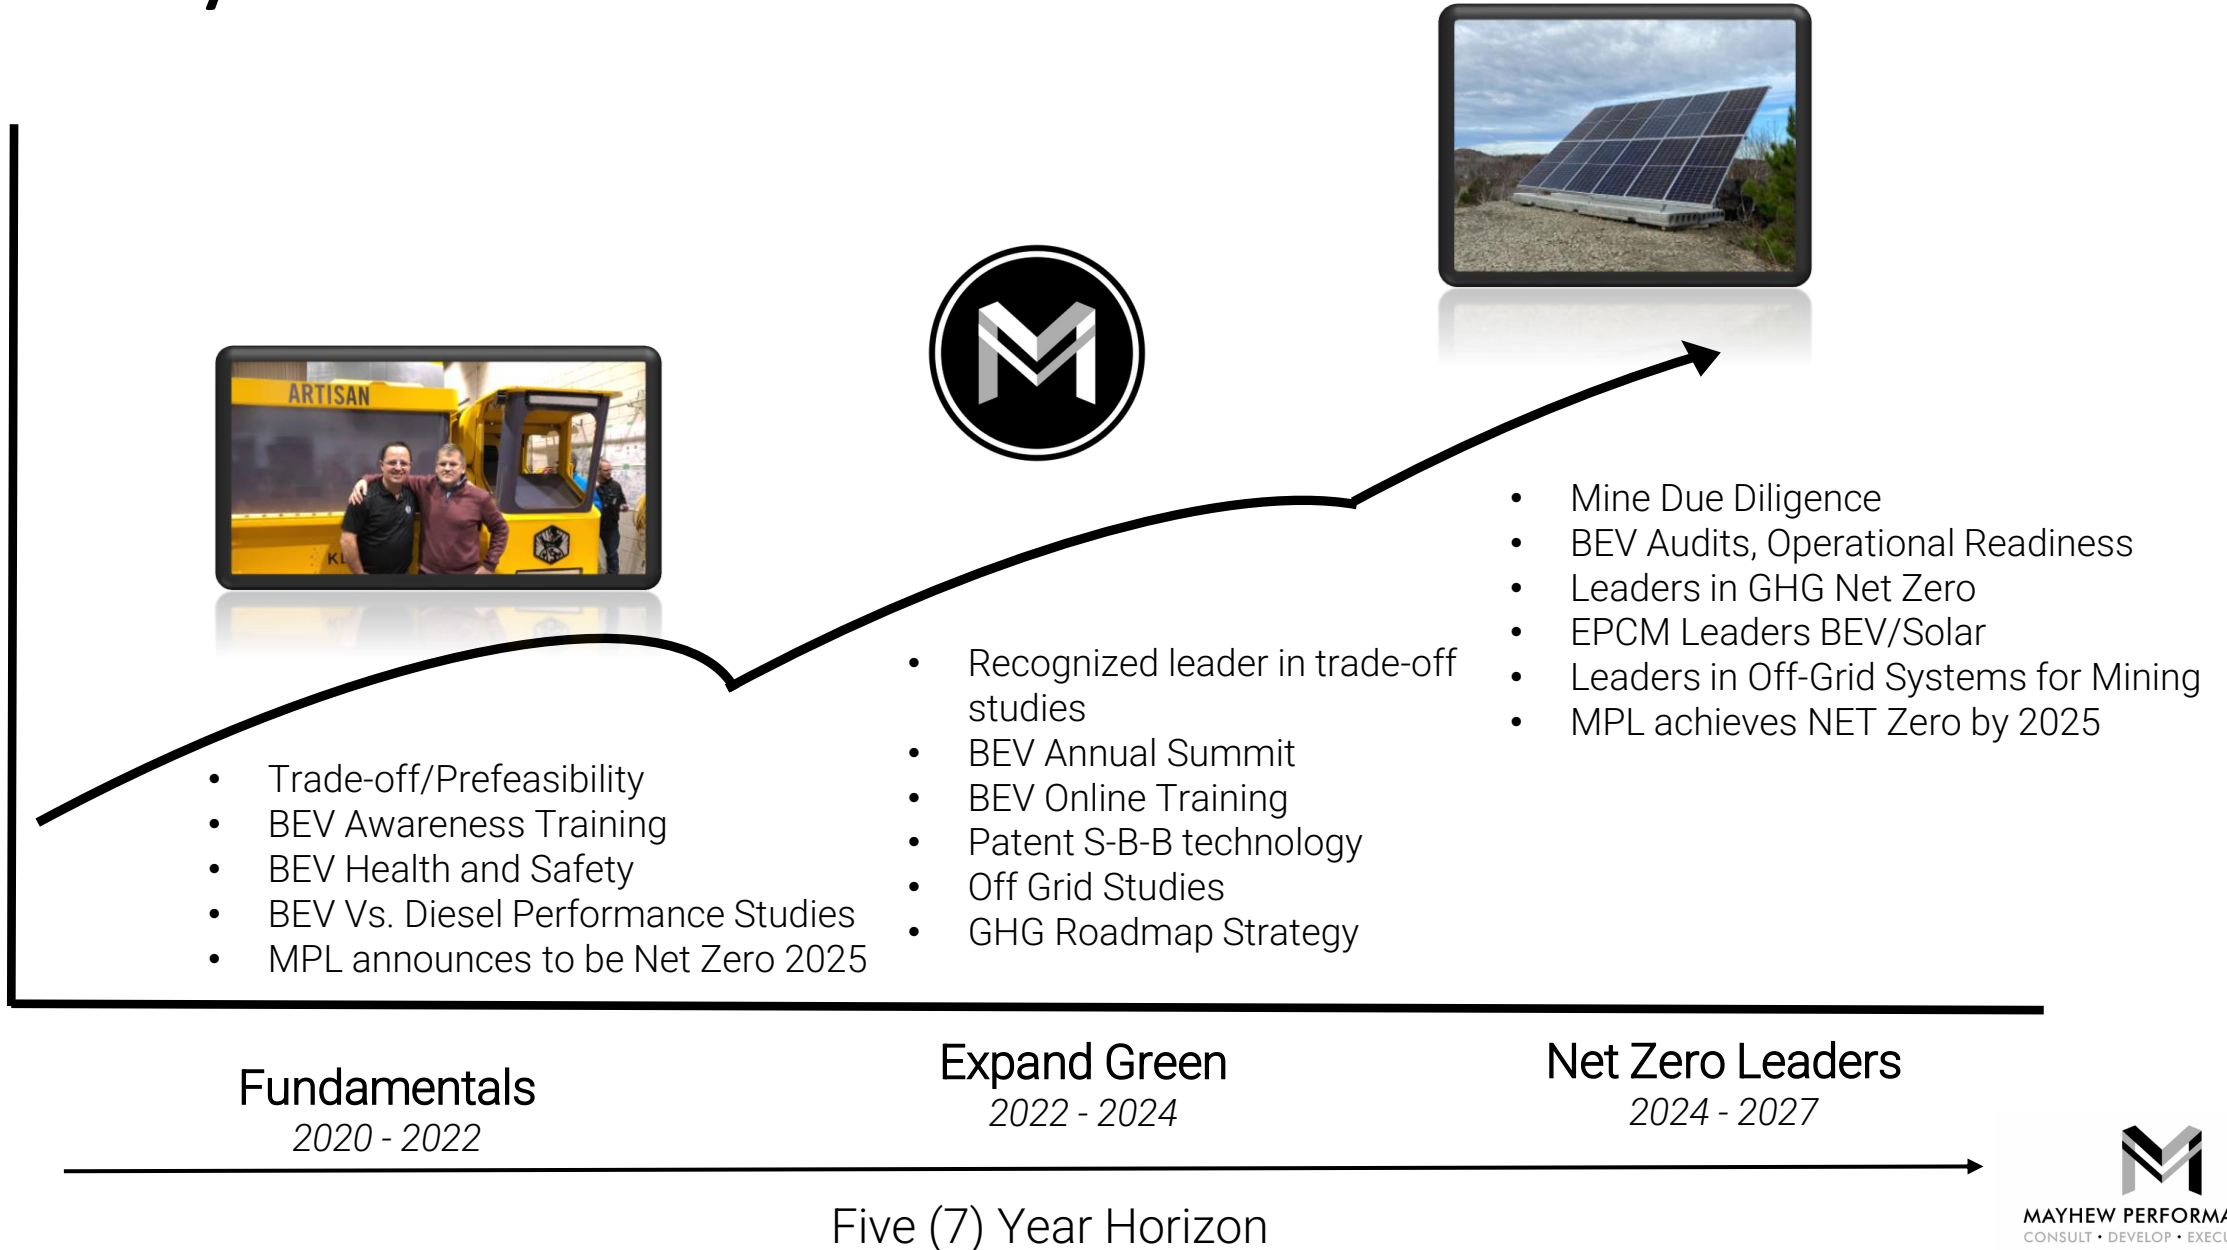 ARTISAN
• Mine Due Diligence
• BEV Audits, Operational Readiness
• Leaders in GHG Net Zero
• EPCM Leaders BEV/Solar
• Leaders in Off-Grid Systems for Mining
• MPL achieves NET Zero by 2025
• Recognized leader in trade-off
studies
• BEV Annual Summit
• BEV Online Training
• Patent S-B-B technology
• Off Grid Studies
• GHG Roadmap Strategy
• Trade-off/Prefeasibility
• BEV Awareness Training
• BEV Health and Safety
• BEV Vs. Diesel Performance Studies
• MPL announces to be Net Zero 2025
Fundamentals
2020 - 2022
Expand Green
2022 - 2024
Net Zero Leaders
2024 - 2027
Five (7) Year Horizon
MAYHEW
CONSULT • DEVELOP •